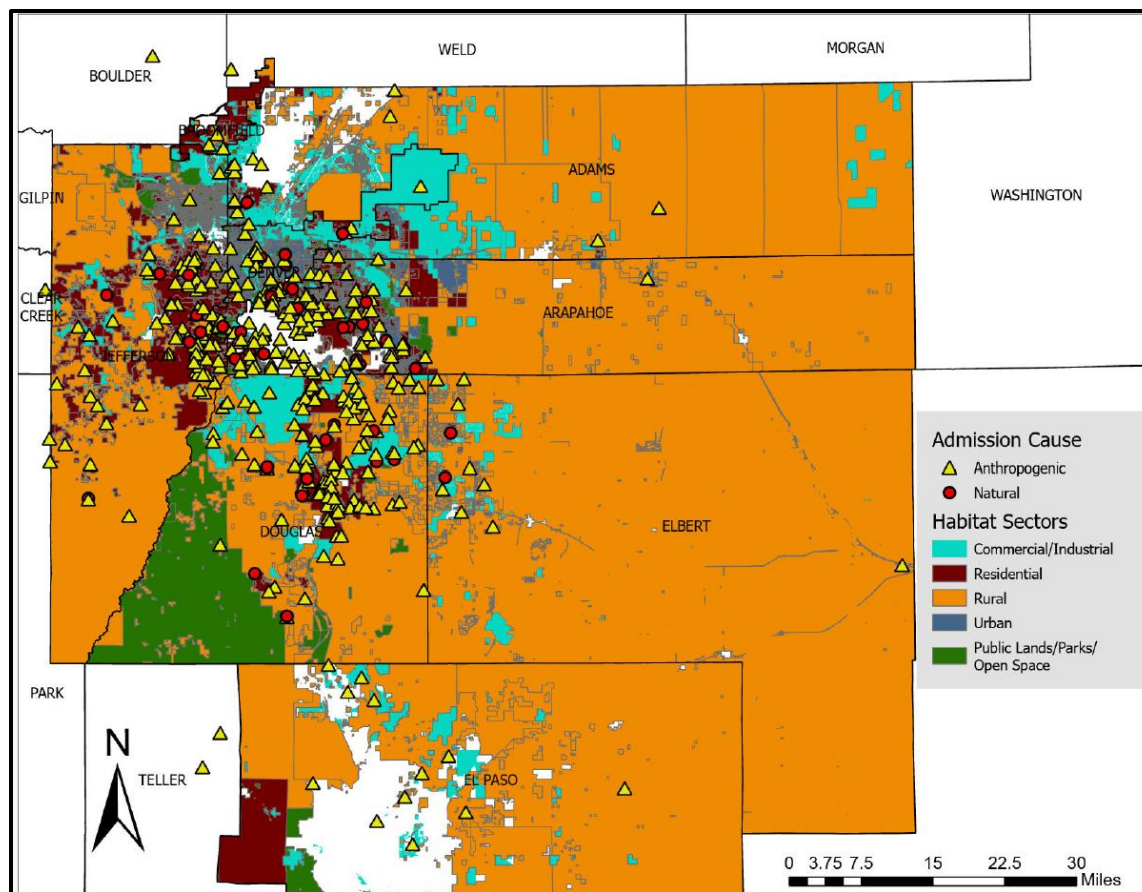 WELD
MORGAN
BOULDER
BROOMFIELD
ADAMS
GILPIN
WASHINGTON
DENVER
CLEAR
CREEK
ARAPAHOE
JEFFERSON
Admission Cause
Anthropogenic
Natural
Habitat Sectors
Commercial/Industrial
Residential
Rural
Urban
Public Lands/Parks/
Open Space
DOUGLAS
ELBERT
PARK
N
TELLER
EL PASO
0 3.75 7.5 15 22.5 30
Miles